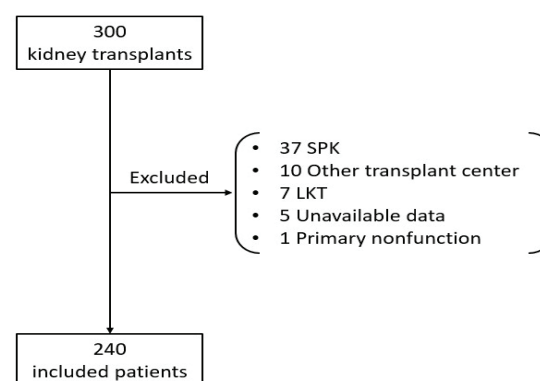 300
kidney transplants
Excluded
• 37 SPK
• 10 Other transplant center
• 7 LKT
• 5 Unavailable data
• 1 Primary nonfunction
240
included patients